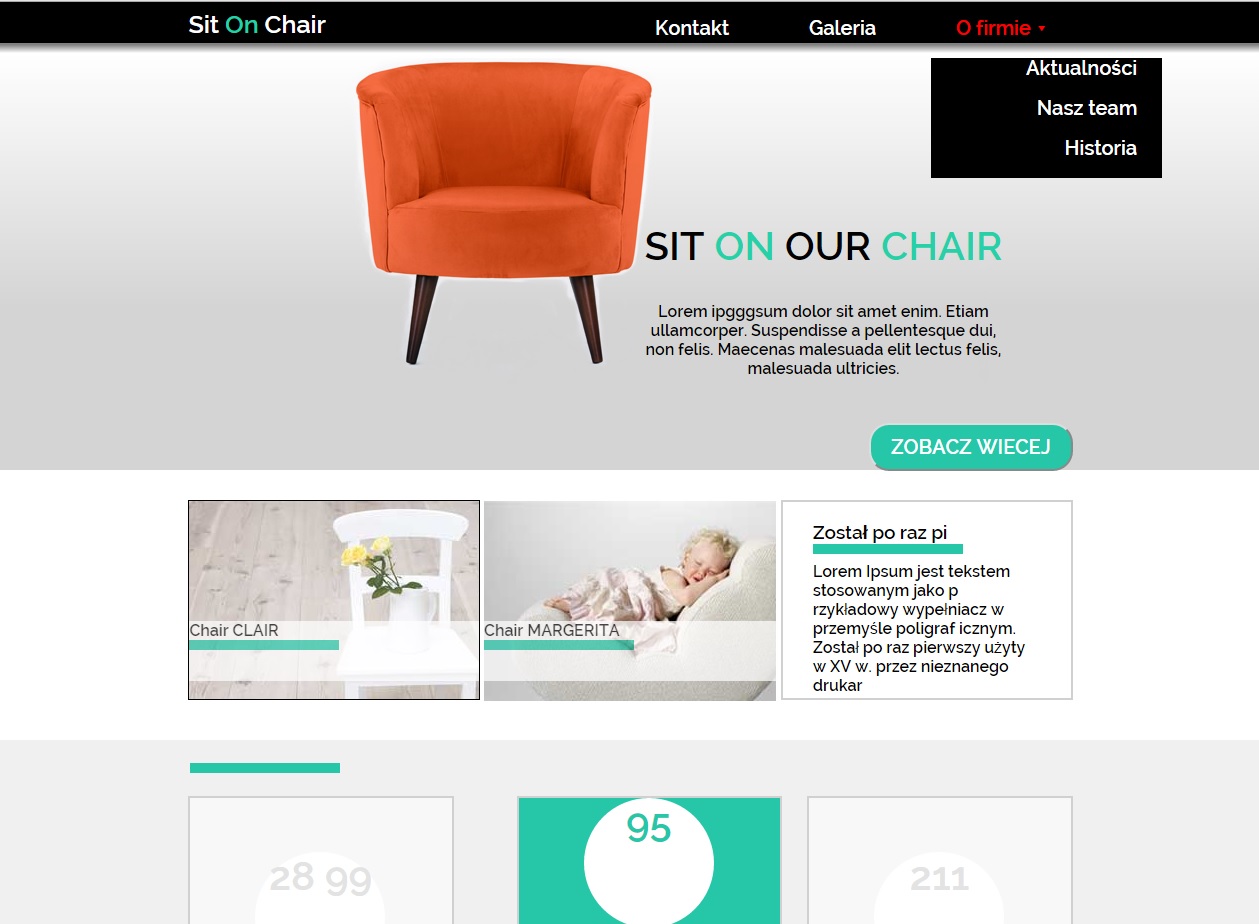 Sit On Chair
Kontakt
Galeria
O firmie
Aktualności
Nasz team
Historia
SIT ON OUR CHAIR
Lorem ipgggsum dolor sit amet enim. Etiam
ullamcorper. Suspendisse a pellentesque dui,
non felis. Maecenas malesuada elit lectus felis,
malesuada ultricies.
ZOBACZ WIECEJ
Chair CLAIR
Chair MARGERITA
Został po raz pi
Lorem Ipsum jest tekstem
stosowanym jako p
rzykładowy wypełniacz w
przemyśle poligraf icznym.
Został po raz pierwszy użyty
w XV w. przez nieznanego
drukar
28 99
95
211